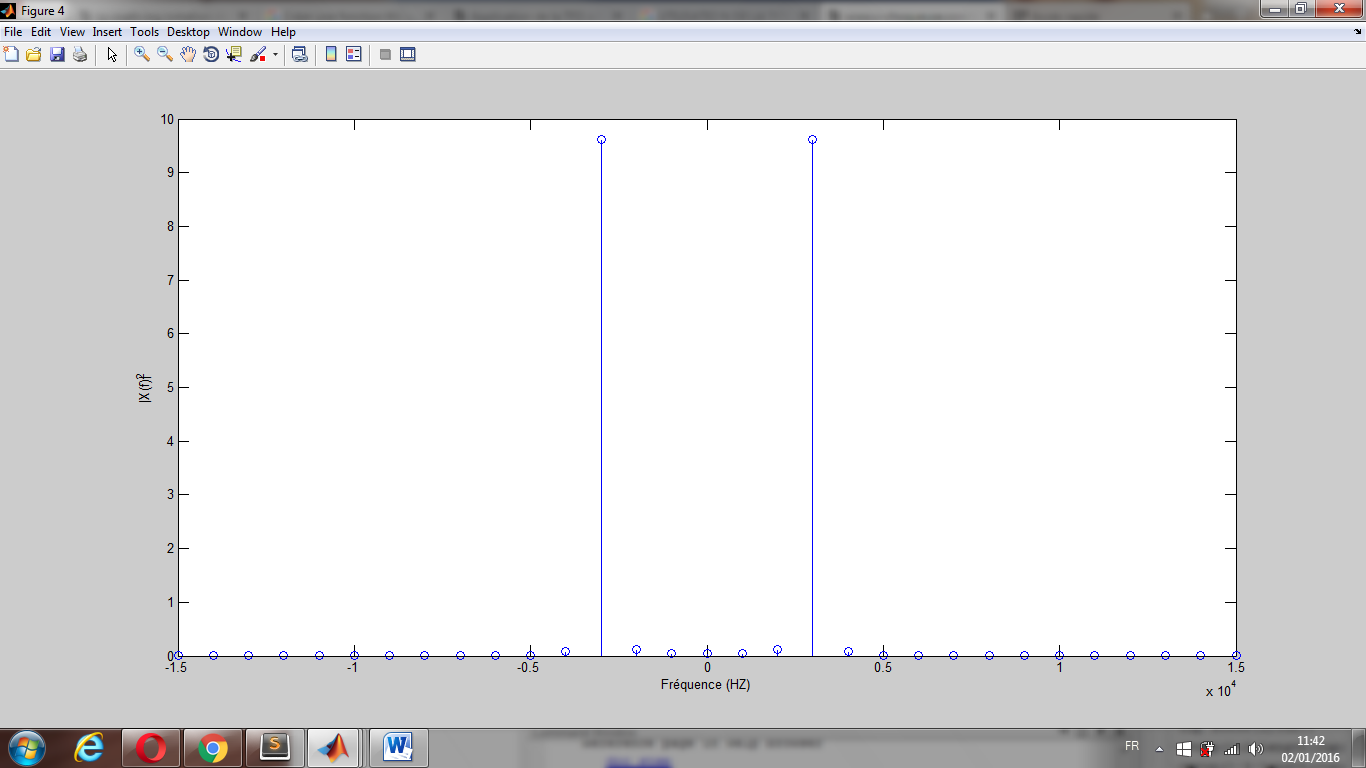 Figure 4
File Edit View Insert Tools Desktop Window Help
10
9
8
7
6
5
4
3
2
1
0
|X(f)|²
-1.5 -1 -0.5 0 0.5 1 1.5
Fréquence (HZ)
x 10⁴
FR
11:42
02/01/2016